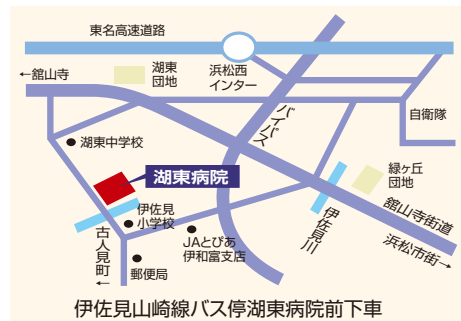 東名高速道路
←舘山寺
湖東
団地
浜松西
インター
バイパス
自衛隊
湖東中学校
湖東病院
緑ヶ丘
団地
伊佐見
小学校
JAとぴあ
伊和富支店
伊佐見川
舘山寺街道
浜松市街→
古人見町
←
郵便局
伊佐見山崎線バス停湖東病院前下車